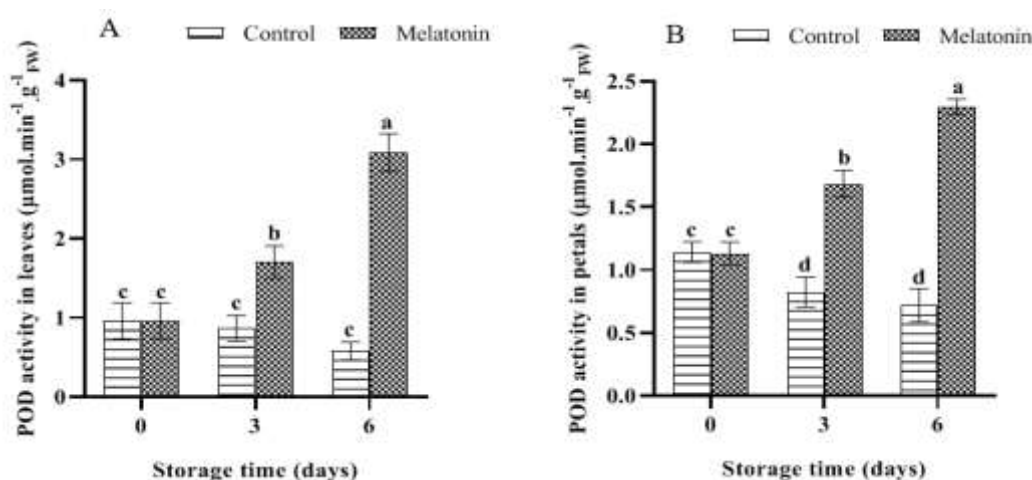 A
Control Melatonin
POD activity in leaves (µmol.min⁻¹.g⁻¹FW)
4
3
2
1
0
c c c b c a
0 3 6
Storage time (days)
B
Control Melatonin
POD activity in petals (µmol.min⁻¹.g⁻¹FW)
2.5
2.0
1.5
1.0
0.5
0.0
c c d b d a
0 3 6
Storage time (days)